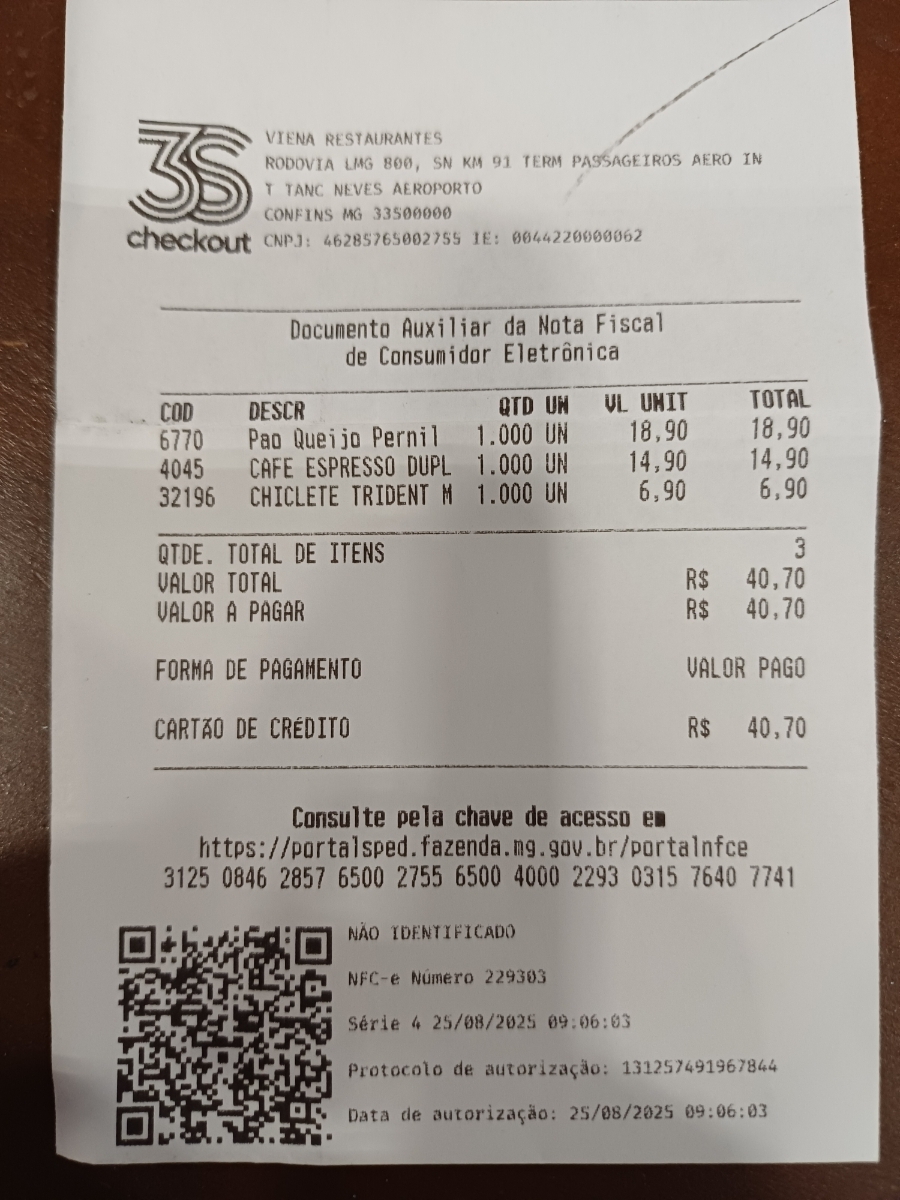 3S
checkout
VIENA RESTAURANTES
RODOVIA LMG 800, SN KM 91 TERM PASSAGEIROS AERO IN
T TANC NEVES AEROPORTO
CONFINS MG 33500000
CNPJ: 46285765002755 IE: 0044220000062
Documento Auxiliar da Nota Fiscal
de Consumidor Eletrônica
COD DESCR QTD UN VL UNIT TOTAL
6770 Pao Queijo Pernil 1.000 UN 18,90 18,90
4045 CAFE ESPRESSO DUPL 1.000 UN 14,90 14,90
32196 CHICLETE TRIDENT M 1.000 UN 6,90 6,90
QTDE. TOTAL DE ITENS 3
VALOR TOTAL R$ 40,70
VALOR A PAGAR R$ 40,70
FORMA DE PAGAMENTO VALOR PAGO
CARTÃO DE CRÉDITO R$ 40,70
Consulte pela chave de acesso em
https://portalsped.fazenda.mg.gov.br/portalnfce
3125 0846 2857 6500 2755 6500 4000 2293 0315 7640 7741
NÃO IDENTIFICADO
NFC-e Número 229303
Série 4 25/08/2025 09:06:03
Protocolo de autorização: 131257491967844
Data de autorização: 25/08/2025 09:06:03